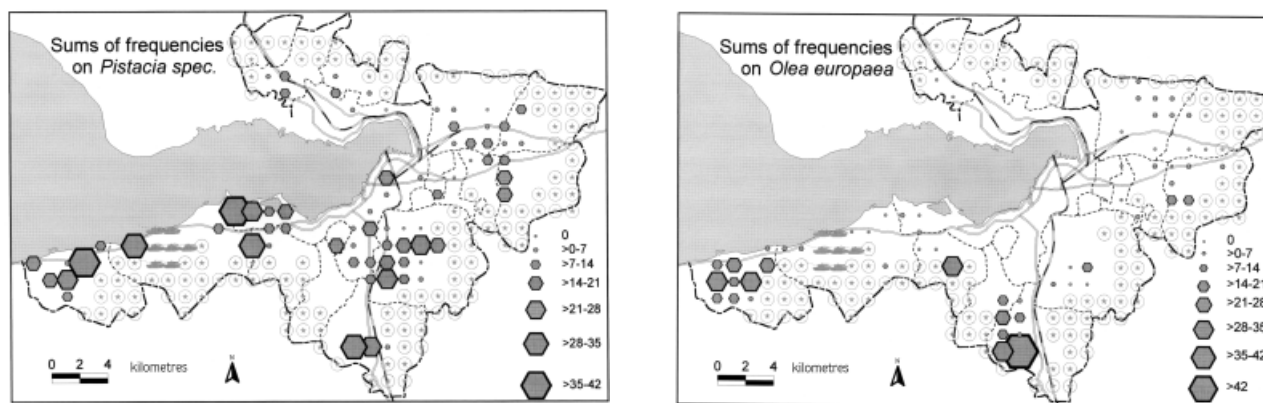 Sums of frequencies
on Pistacia spec.
0
>0-7
>7-14
>14-21
>21-28
>28-35
>35-42
0 2 4
kilometres
N
Sums of frequencies
on Olea europaea
0
>0-7
>7-14
>14-21
>21-28
>28-35
>35-42
>42
0 2 4
kilometres
N